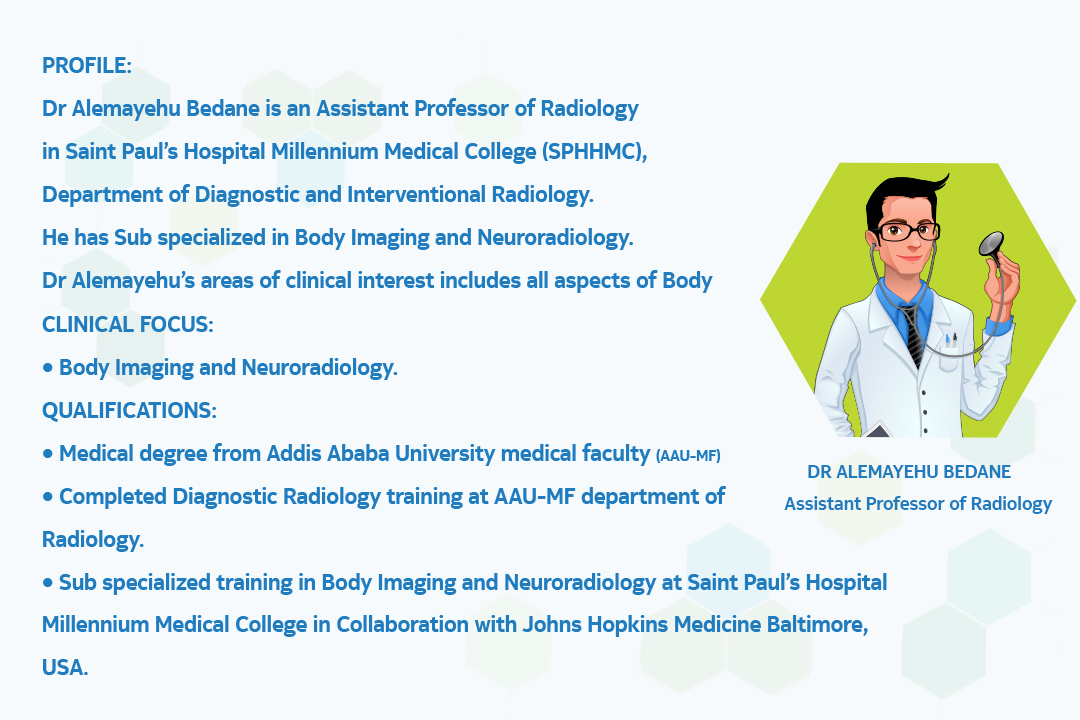 PROFILE:
Dr Alemayehu Bedane is an Assistant Professor of Radiology
in Saint Paul's Hospital Millennium Medical College (SPHHMC),
Department of Diagnostic and Interventional Radiology.
He has Sub specialized in Body Imaging and Neuroradiology.
Dr Alemayehu's areas of clinical interest includes all aspects of Body
CLINICAL FOCUS:
• Body Imaging and Neuroradiology.
QUALIFICATIONS:
• Medical degree from Addis Ababa University medical faculty (AAU-MF)
• Completed Diagnostic Radiology training at AAU-MF department of
Radiology.
• Sub specialized training in Body Imaging and Neuroradiology at Saint Paul's Hospital
Millennium Medical College in Collaboration with Johns Hopkins Medicine Baltimore,
USA.
DR ALEMAYEHU BEDANE
Assistant Professor of Radiology